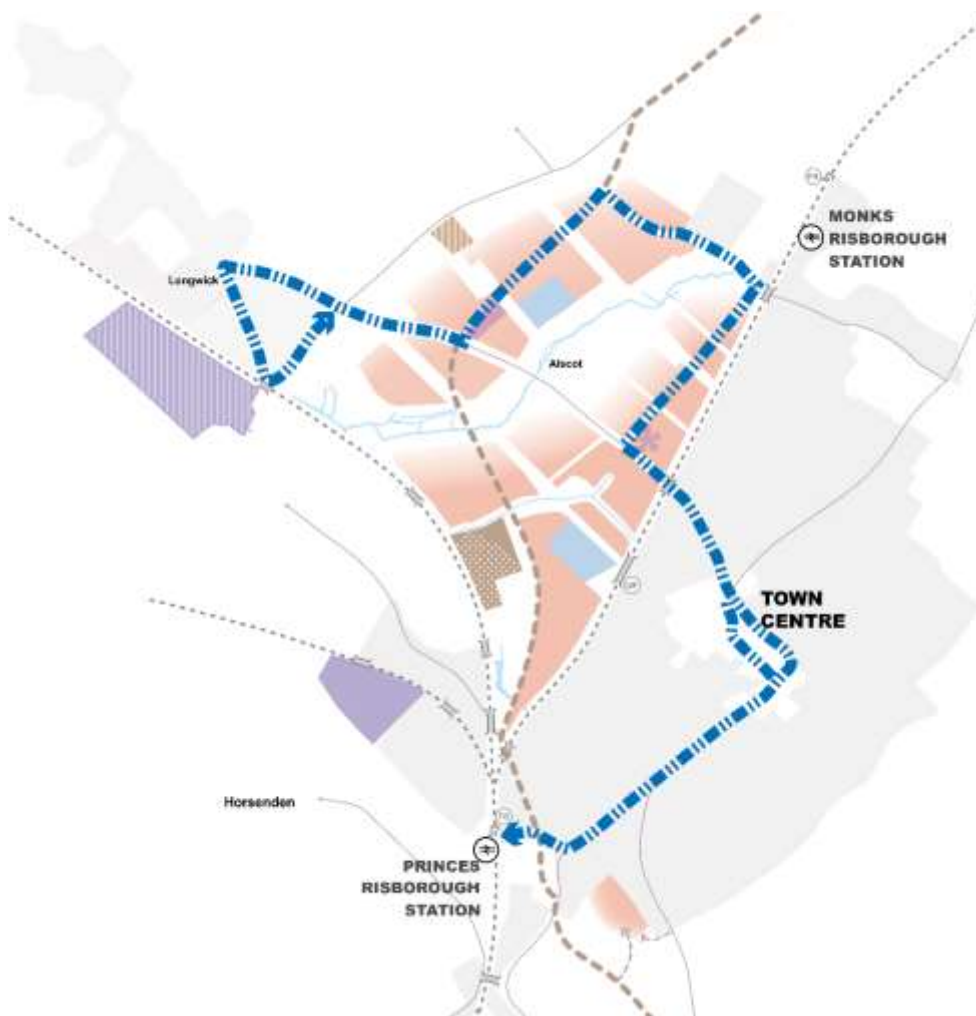 MONKS
RISBOROUGH
STATION
Longwick
Alscot
TOWN
CENTRE
Horsenden
PRINCES
RISBOROUGH
STATION